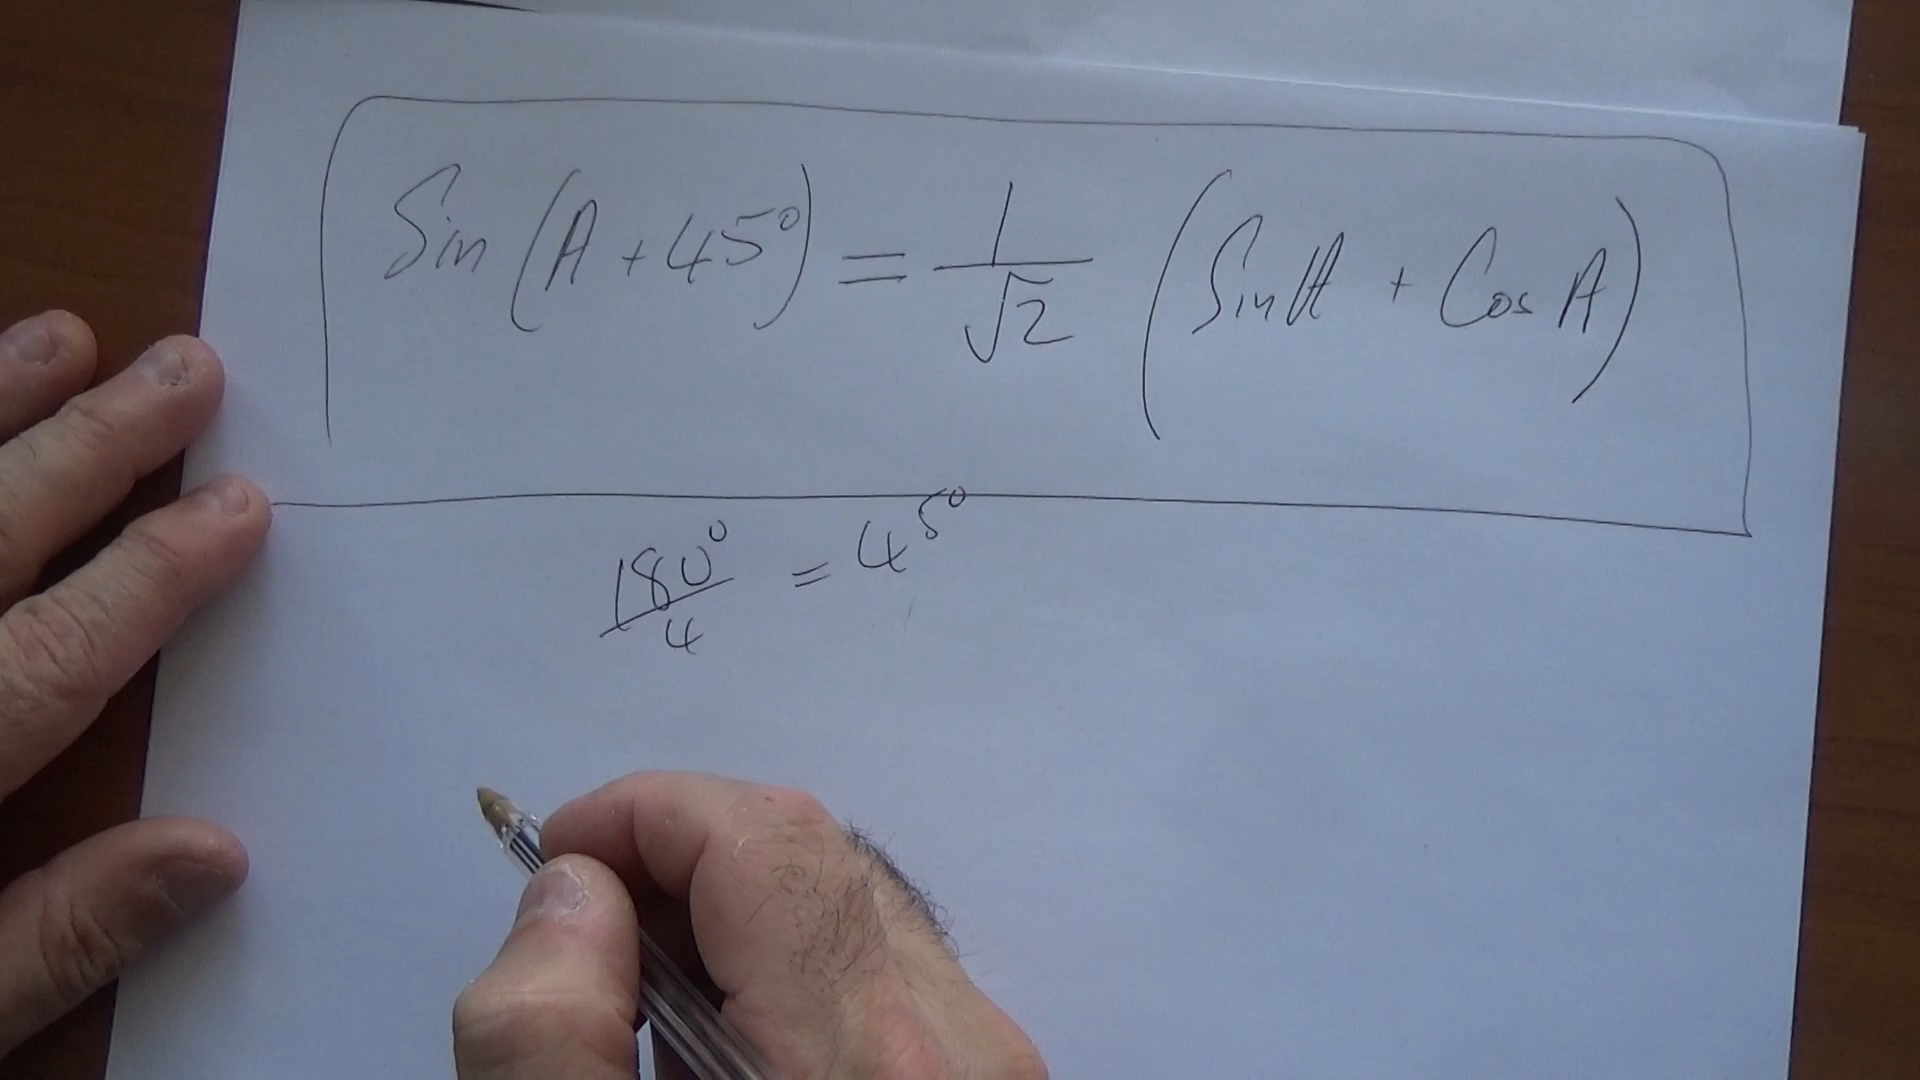 Sin (A + 45°) = 1/√2 (Sin A + Cos A)
180°/4 = 45°